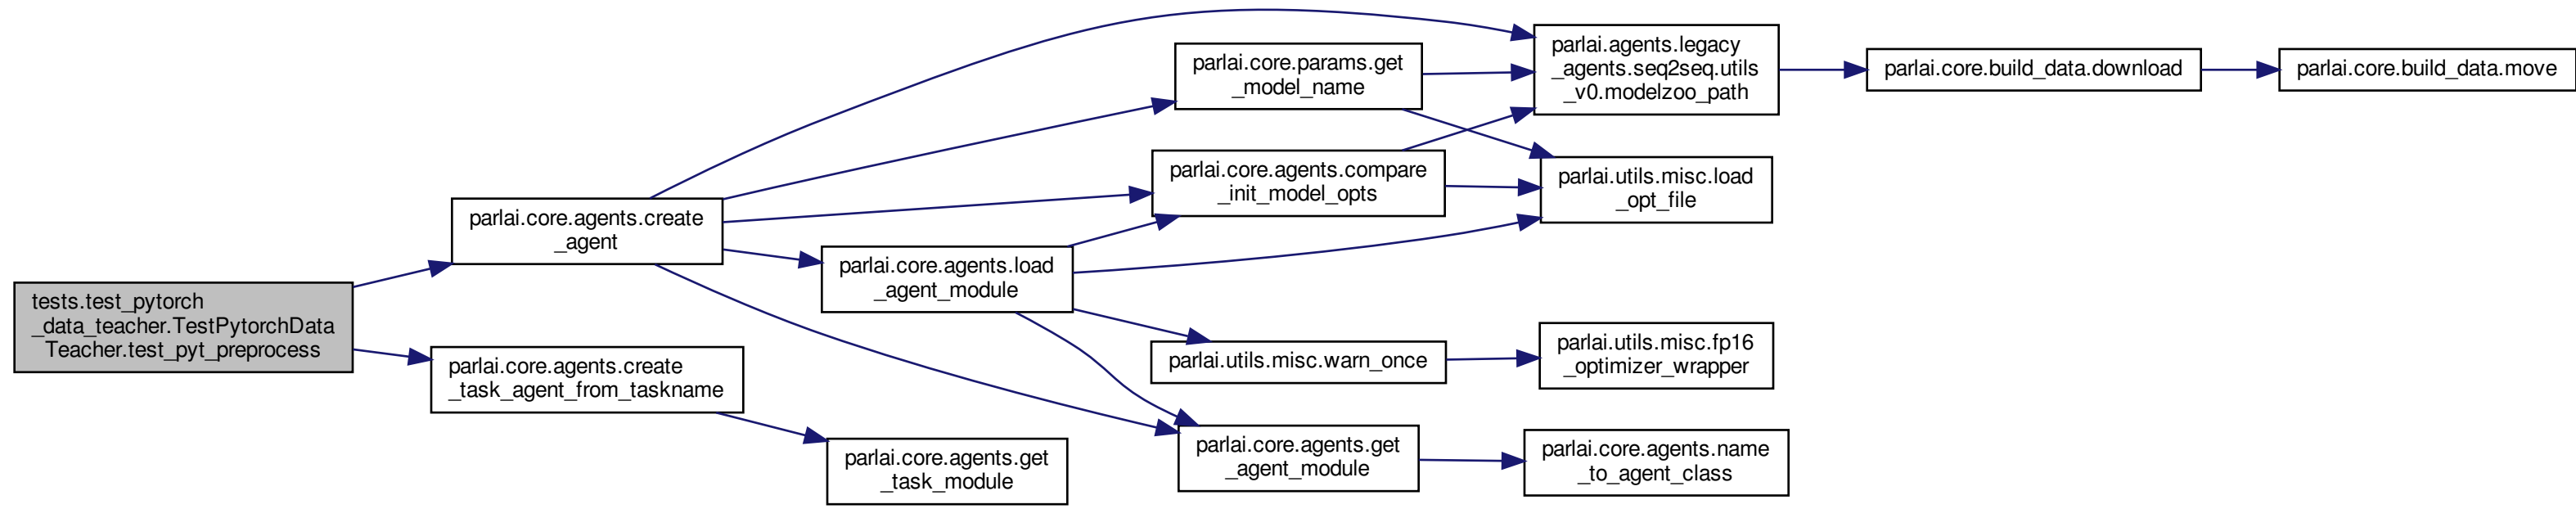 tests.test_pytorch
_data_teacher.TestPytorchData
Teacher.test_pyt_preprocess
parlai.core.agents.create
_agent
parlai.core.agents.create
_task_agent_from_taskname
parlai.core.agents.load
_agent_module
parlai.core.agents.get
_task_module
parlai.core.params.get
_model_name
parlai.core.agents.compare
_init_model_opts
parlai.utils.misc.warn_once
parlai.core.agents.get
_agent_module
parlai.agents.legacy
_agents.seq2seq.utils
_v0.modelzoo_path
parlai.utils.misc.load
_opt_file
parlai.utils.misc.fp16
_optimizer_wrapper
parlai.core.agents.name
_to_agent_class
parlai.core.build_data.download
parlai.core.build_data.move